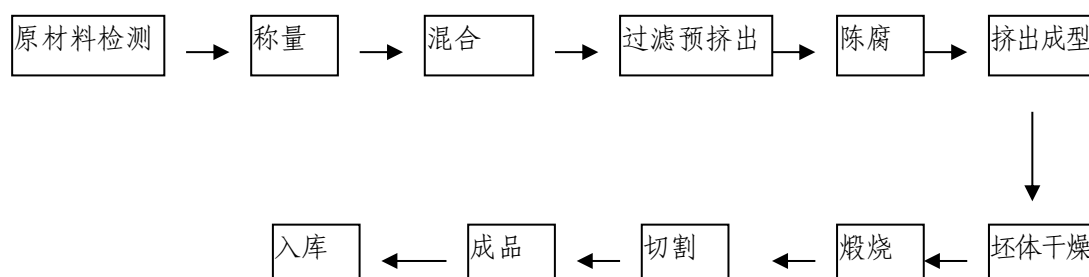 原材料检测
称量
混合
过滤预挤出
陈腐
挤出成型
入库
成品
切割
煅烧
坯体干燥